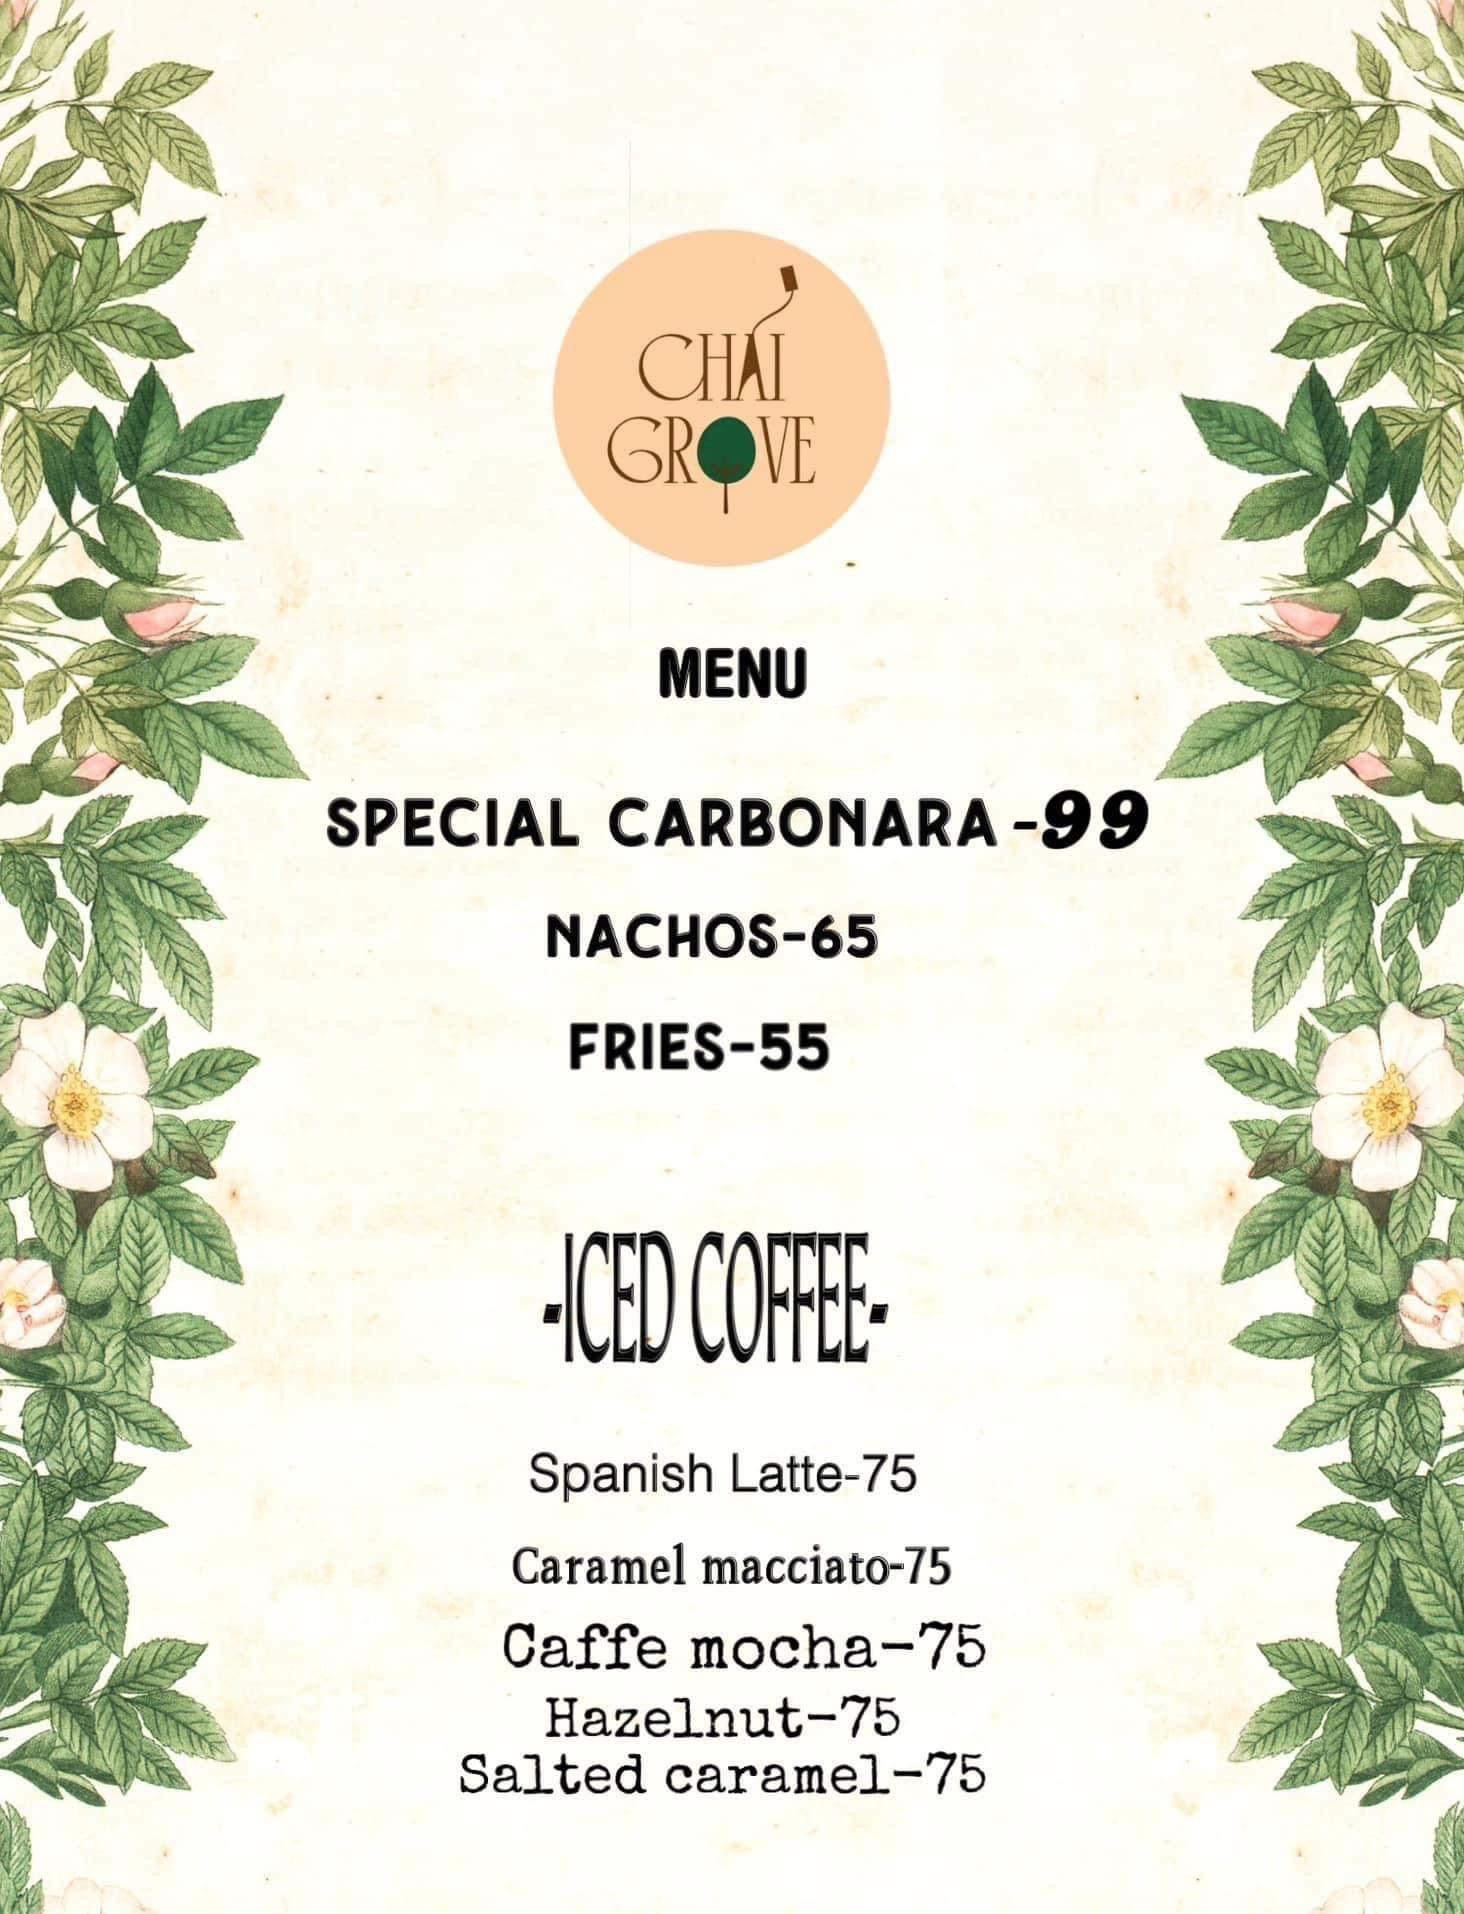 CHAI
GROVE
MENU
SPECIAL CARBONARA -99
NACHOS-65
FRIES-55
-ICED COFFEE-
Spanish Latte-75
Caramel macciato-75
Caffe mocha-75
Hazelnut-75
Salted caramel-75